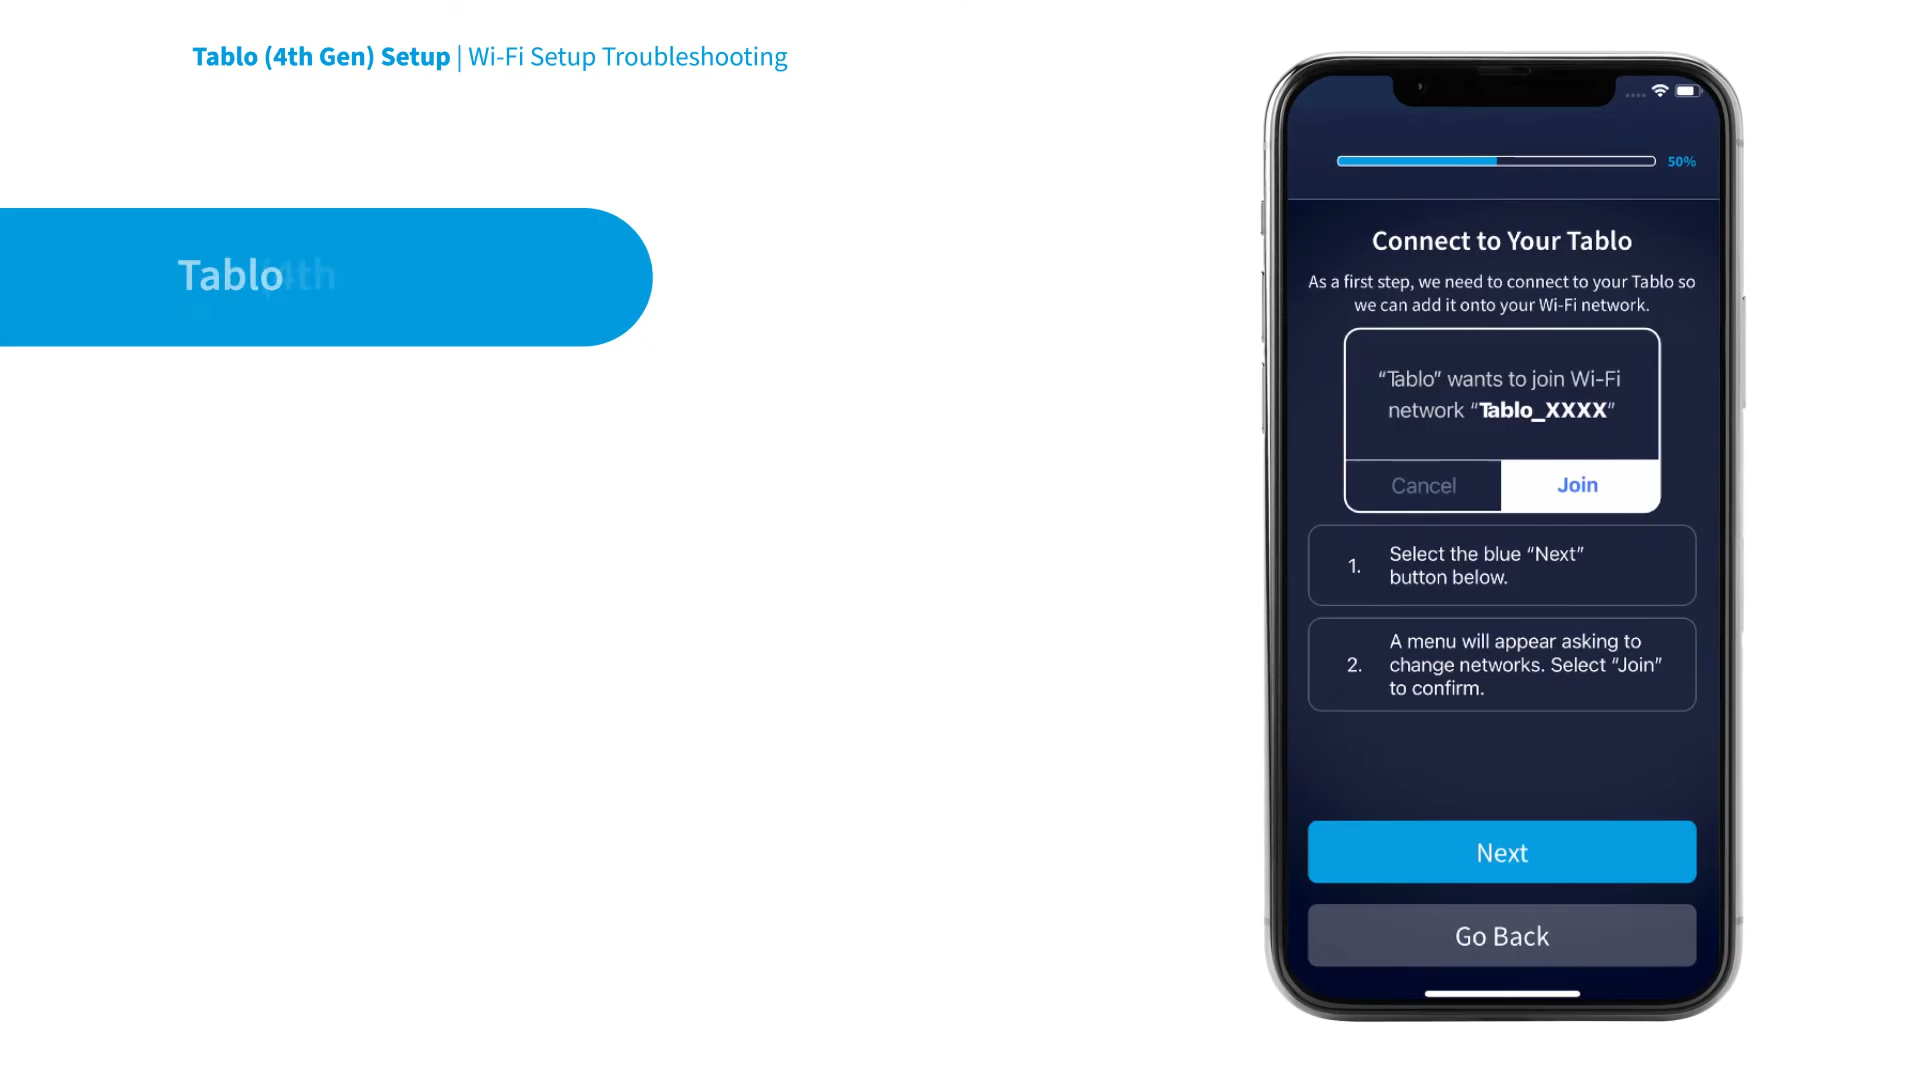 Tablo (4th Gen) Setup | Wi-Fi Setup Troubleshooting
Tablo (4th
50%
Connect to Your Tablo
As a first step, we need to connect to your Tablo so
we can add it onto your Wi-Fi network.
“Tablo” wants to join Wi-Fi
network “Tablo_XXXX”
Cancel
Join
1. Select the blue “Next”
button below.
2. A menu will appear asking to
change networks. Select “Join”
to confirm.
Next
Go Back